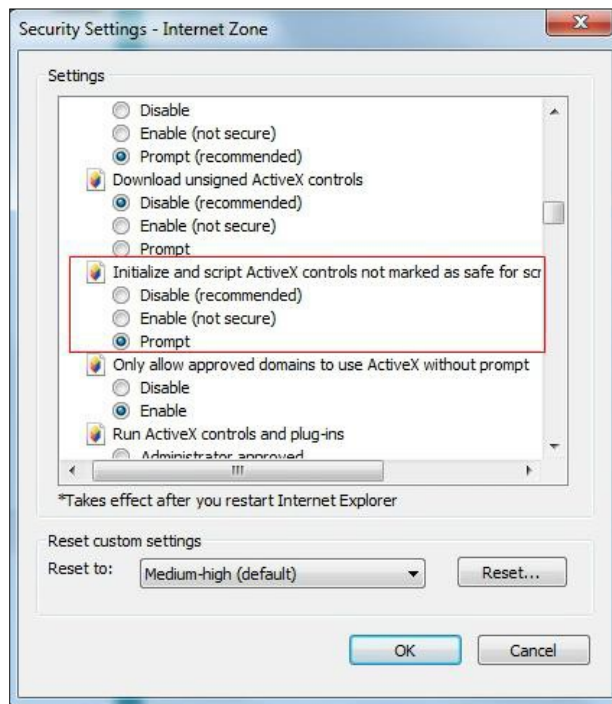 Security Settings - Internet Zone
Settings
Disable
Enable (not secure)
Prompt (recommended)
Download unsigned ActiveX controls
Disable (recommended)
Enable (not secure)
Prompt
Initialize and script ActiveX controls not marked as safe for scr
Disable (recommended)
Enable (not secure)
Prompt
Only allow approved domains to use ActiveX without prompt
Disable
Enable
Run ActiveX controls and plug-ins
Administrator approved
*Takes effect after you restart Internet Explorer
Reset custom settings
Reset to: Medium-high (default) Reset...
OK Cancel